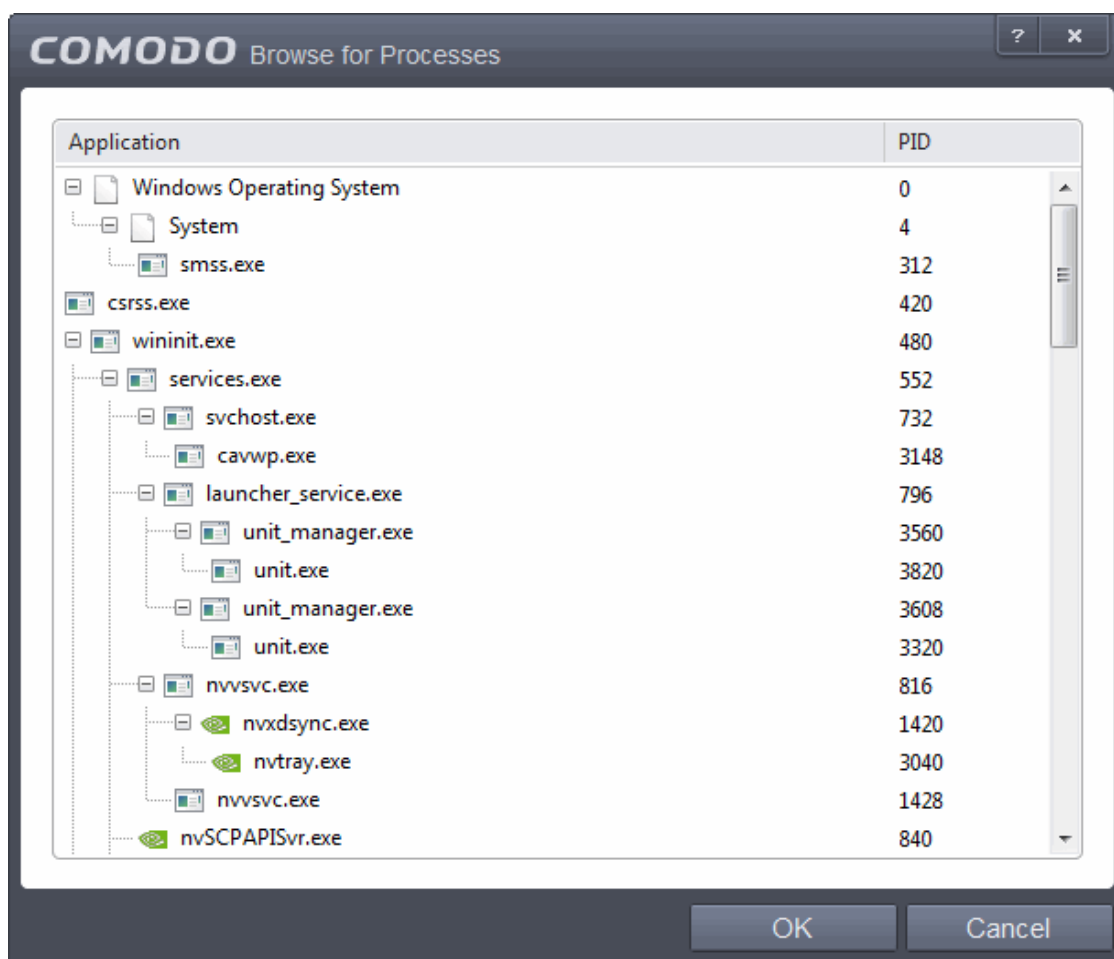 COMODO Browse for Processes ? x
Application PID
Windows Operating System 0
System 4
smss.exe 312
csrss.exe 420
wininit.exe 480
services.exe 552
svchost.exe 732
cavwp.exe 3148
launcher_service.exe 796
unit_manager.exe 3560
unit.exe 3820
unit_manager.exe 3608
unit.exe 3320
nvvsvc.exe 816
nvxdsync.exe 1420
nvtray.exe 3040
nvvsvc.exe 1428
nvSCPAPISvr.exe 840
OK Cancel